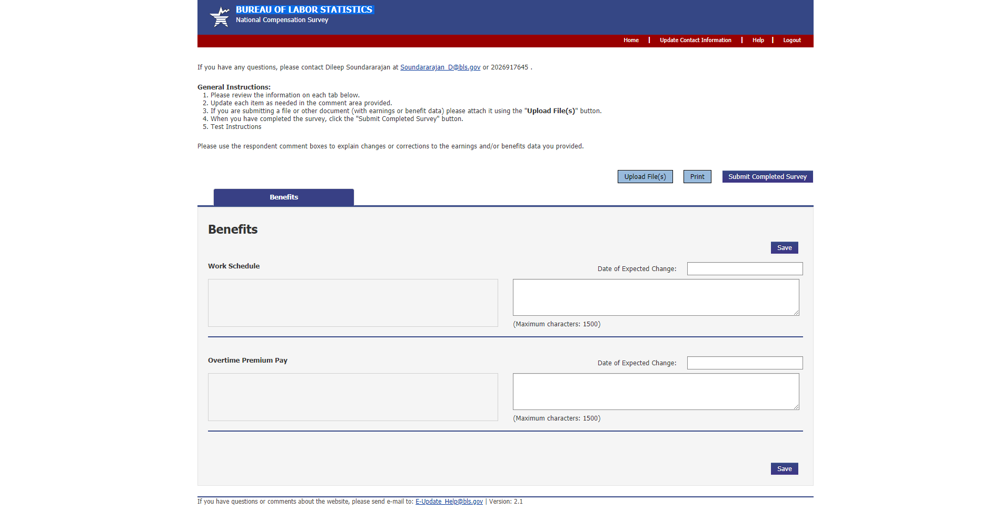 BUREAU OF LABOR STATISTICS
National Compensation Survey
Home | Update Contact Information | Help | Logout
If you have any questions, please contact Dileep Soundararajan at Soundararajan_D@bls.gov or 2026917645 .
General Instructions:
1. Please review the information on each tab below.
2. Update each item as needed in the comment area provided.
3. If you are submitting a file or other document (with earnings or benefit data) please attach it using the "Upload File(s)" button.
4. When you have completed the survey, click the "Submit Completed Survey" button.
5. Test Instructions
Please use the respondent comment boxes to explain changes or corrections to the earnings and/or benefits data you provided.
Upload File(s) Print Submit Completed Survey
Benefits
Benefits
Save
Work Schedule Date of Expected Change:
(Maximum characters: 1500)
Overtime Premium Pay Date of Expected Change:
(Maximum characters: 1500)
Save
If you have questions or comments about the website, please send e-mail to: E-Update_Help@bls.gov | Version: 2.1